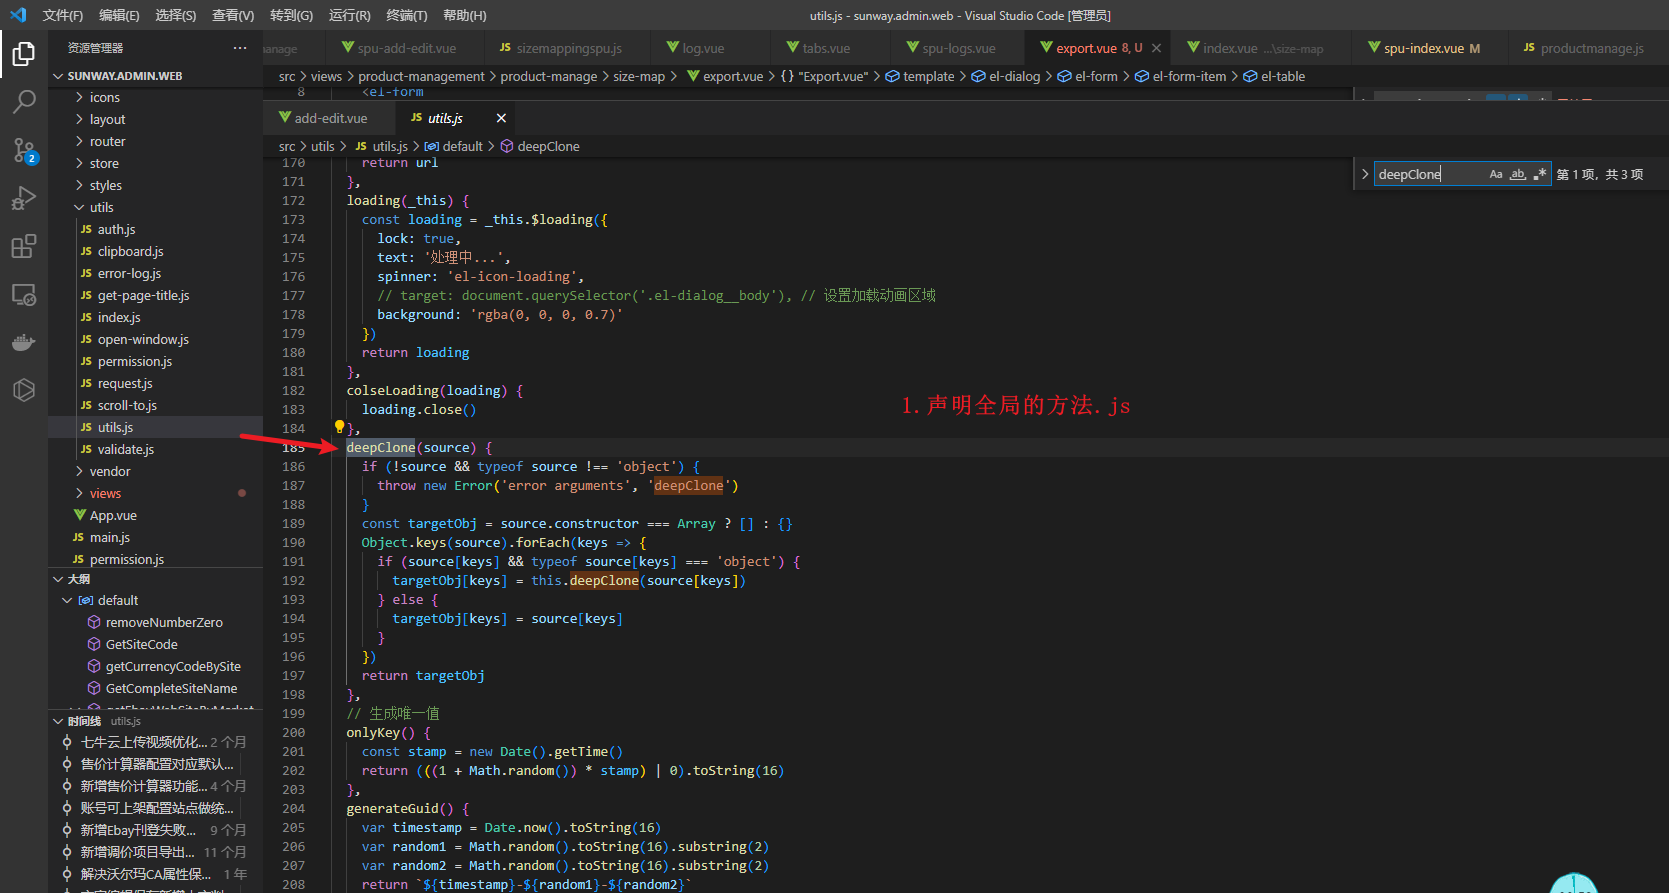 文件(F) 编辑(E) 选择(S) 查看(V) 转到(G) 运行(R) 终端(T) 帮助(H)
utils.js - sunway.admin.web - Visual Studio Code [管理员]
资源管理器 ···
SUNWAY.ADMIN.WEB
icons
layout
router
store
styles
utils
JS auth.js
JS clipboard.js
JS error-log.js
JS get-page-title.js
JS index.js
JS open-window.js
JS permission.js
JS request.js
JS scroll-to.js
JS utils.js
JS validate.js
vendor
views
App.vue
JS main.js
JS permission.js
大纲
default
removeNumberZero
GetSiteCode
getCurrencyCodeBySite
GetCompleteSiteName
时间线 utils.js
七牛云上传视频优化... 2 个月
售价计算器配置对应默认...
新增售价计算器功能... 4 个月
账号可上架配置站点做统...
新增Ebay刊登失败... 9 个月
新增调价项目导出... 11 个月
解决沃尔玛CA属性保... 1 年
2
manage spu-add-edit.vue JS sizemappingspu.js log.vue tabs.vue spu-logs.vue export.vue 8, U index.vue ...\size-map spu-index.vue M JS productmanage.js
src > views > product-management > product-manage > size-map > export.vue > {} "Export.vue" > template > el-dialog > el-form > el-form-item > el-table
8 <el-form
add-edit.vue JS utils.js
src > utils > JS utils.js > default > deepClone
deepClone Aa ab .* 第 1 项，共 3 项
170 return url
171 },
172 loading(_this) {
173 const loading = _this.$loading({
174 lock: true,
175 text: '处理中...',
176 spinner: 'el-icon-loading',
177 // target: document.querySelector('.el-dialog__body'), // 设置加载动画区域
178 background: 'rgba(0, 0, 0, 0.7)'
179 })
180 return loading
181 },
182 colseLoading(loading) {
183 loading.close()
184 },
185 deepClone(source) {
186 if (!source && typeof source !== 'object') {
187 throw new Error('error arguments', 'deepClone')
188 }
189 const targetObj = source.constructor === Array ? [] : {}
190 Object.keys(source).forEach(keys => {
191 if (source[keys] && typeof source[keys] === 'object') {
192 targetObj[keys] = this.deepClone(source[keys])
193 } else {
194 targetObj[keys] = source[keys]
195 }
196 })
197 return targetObj
198 },
199 // 生成唯一值
200 onlyKey() {
201 const stamp = new Date().getTime()
202 return (((1 + Math.random()) * stamp) | 0).toString(16)
203 },
204 generateGuid() {
205 var timestamp = Date.now().toString(16)
206 var random1 = Math.random().toString(16).substring(2)
207 var random2 = Math.random().toString(16).substring(2)
208 return `${timestamp}-${random1}-${random2}`
1.声明全局的方法.js